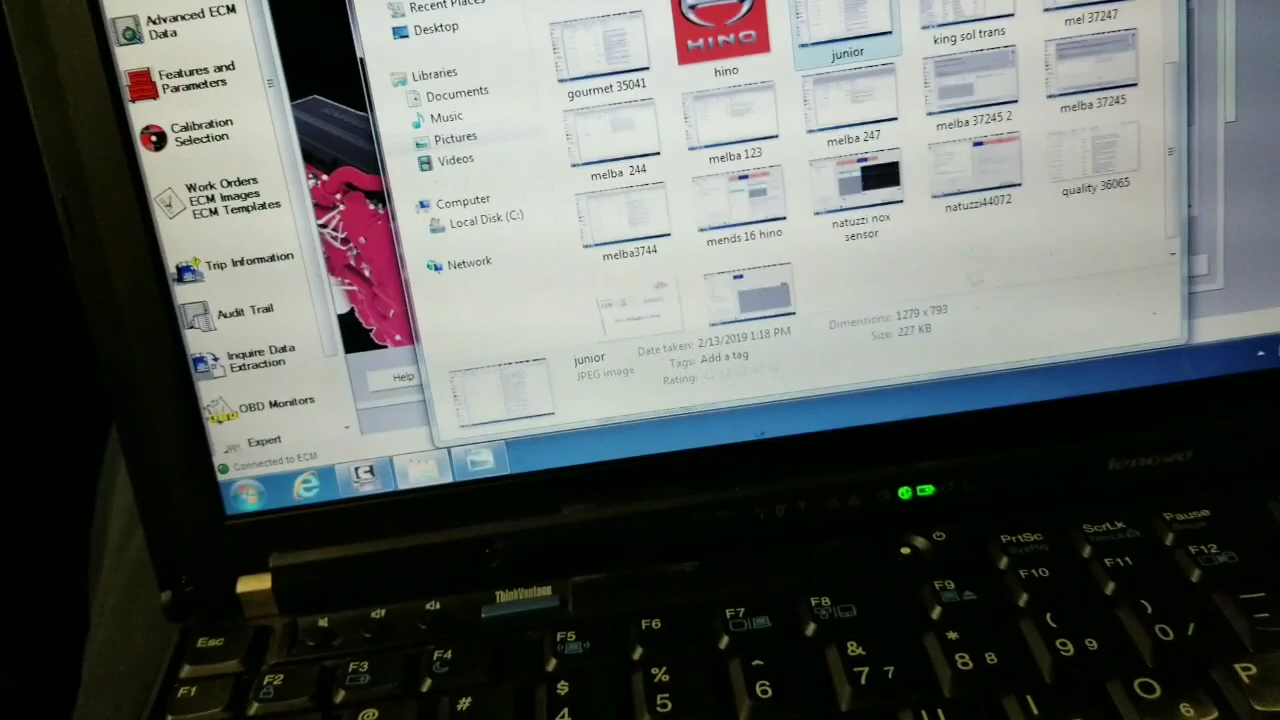 Advanced ECM
Data
Features and
Parameters
Calibration
Selection
Work Orders
ECM Images
ECM Templates
Trip Information
Audit Trail
Inquire Data
Extraction
OBD Monitors
Expert
Connected to ECM
Help
Recent Places
Desktop
Libraries
Documents
Music
Pictures
Videos
Computer
Local Disk (C:)
Network
HINO
gourmet 35041
hino
junior
king sol trans
mel 37247
melba 244
melba 123
melba 247
melba 37245 2
melba 37245
melba3744
mends 16 hino
natuzzi nox
sensor
natuzzi44072
quality 36065
junior
JPEG image
Date taken: 2/13/2019 1:18 PM
Tags: Add a tag
Rating:
Dimensions: 1279 x 793
Size: 227 KB
lenovo
ThinkVantage
PrtSc
SysRq
ScrLk
Pause
Esc
F1
F2
F3
F4
F5
F6
F7
F8
F9
F10
F11
F12
@
#
$
4
%
5
^
6
&
7 7
*
8 8
(
9 9
)
0 /
U
I
O
6
P